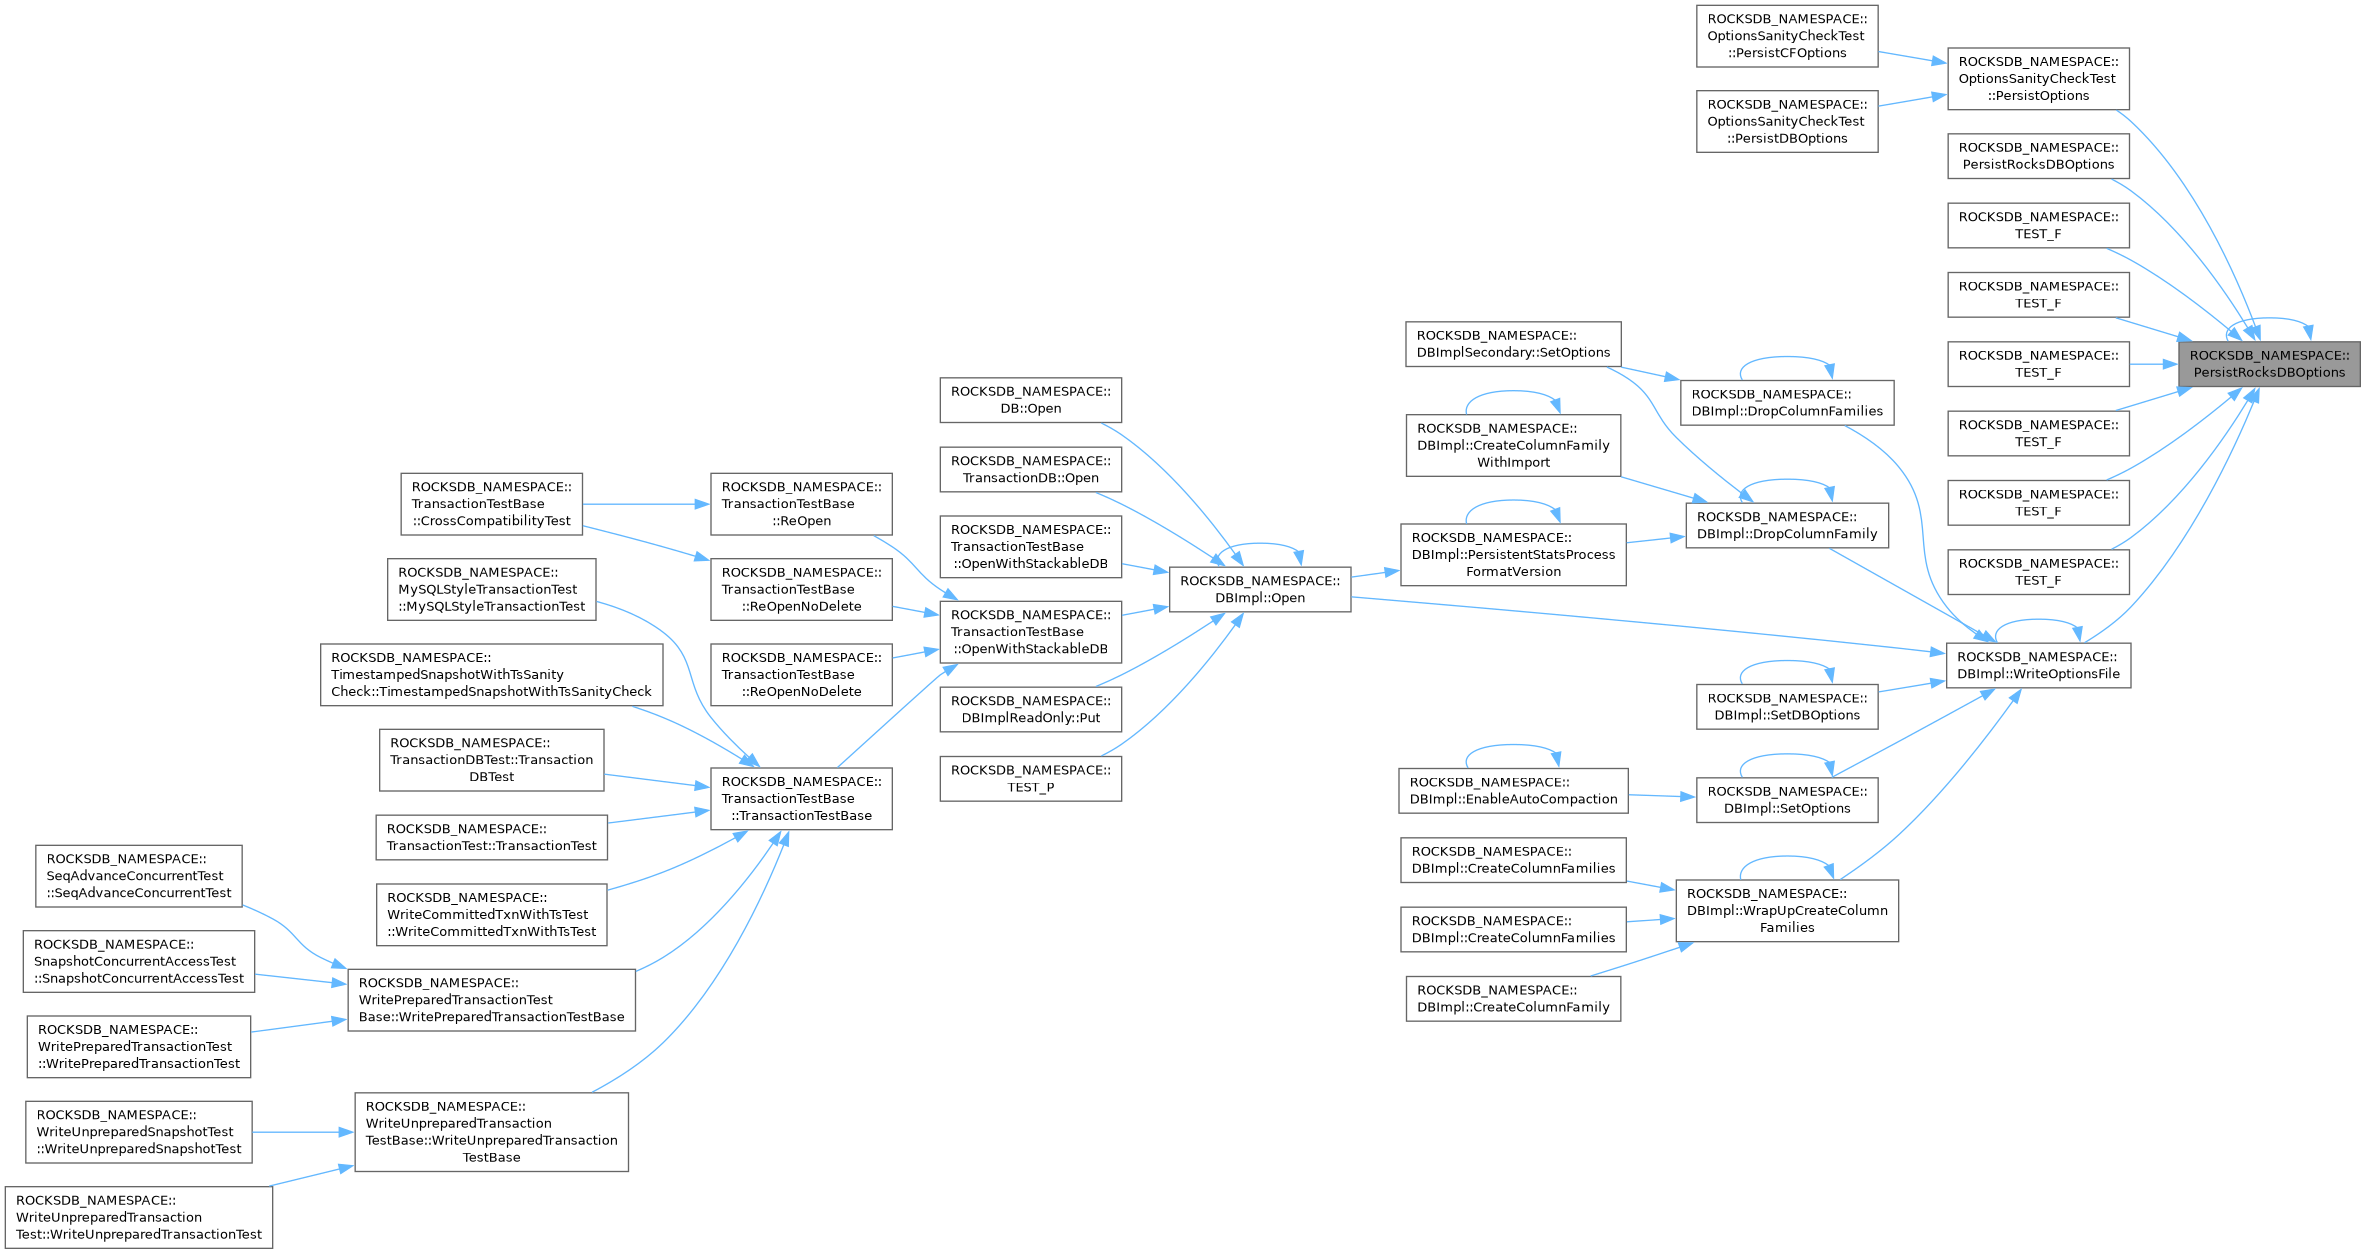 ROCKSDB_NAMESPACE::
OptionsSanityCheckTest
::PersistCFOptions
ROCKSDB_NAMESPACE::
OptionsSanityCheckTest
::PersistOptions
ROCKSDB_NAMESPACE::
OptionsSanityCheckTest
::PersistDBOptions
ROCKSDB_NAMESPACE::
PersistRocksDBOptions
ROCKSDB_NAMESPACE::
TEST_F
ROCKSDB_NAMESPACE::
TEST_F
ROCKSDB_NAMESPACE::
TEST_F
ROCKSDB_NAMESPACE::
TEST_F
ROCKSDB_NAMESPACE::
TEST_F
ROCKSDB_NAMESPACE::
TEST_F
ROCKSDB_NAMESPACE::
PersistRocksDBOptions
ROCKSDB_NAMESPACE::
DBImpl::WriteOptionsFile
ROCKSDB_NAMESPACE::
DBImplSecondary::SetOptions
ROCKSDB_NAMESPACE::
DBImpl::DropColumnFamilies
ROCKSDB_NAMESPACE::
DBImpl::CreateColumnFamily
WithImport
ROCKSDB_NAMESPACE::
DBImpl::DropColumnFamily
ROCKSDB_NAMESPACE::
DBImpl::PersistentStatsProcess
FormatVersion
ROCKSDB_NAMESPACE::
DBImpl::SetDBOptions
ROCKSDB_NAMESPACE::
DBImpl::EnableAutoCompaction
ROCKSDB_NAMESPACE::
DBImpl::SetOptions
ROCKSDB_NAMESPACE::
DBImpl::CreateColumnFamilies
ROCKSDB_NAMESPACE::
DBImpl::WrapUpCreateColumn
Families
ROCKSDB_NAMESPACE::
DBImpl::CreateColumnFamilies
ROCKSDB_NAMESPACE::
DBImpl::CreateColumnFamily
ROCKSDB_NAMESPACE::
DBImpl::Open
ROCKSDB_NAMESPACE::
DB::Open
ROCKSDB_NAMESPACE::
TransactionDB::Open
ROCKSDB_NAMESPACE::
TransactionTestBase
::OpenWithStackableDB
ROCKSDB_NAMESPACE::
TransactionTestBase
::OpenWithStackableDB
ROCKSDB_NAMESPACE::
DBImplReadOnly::Put
ROCKSDB_NAMESPACE::
TEST_P
ROCKSDB_NAMESPACE::
TransactionTestBase
::ReOpen
ROCKSDB_NAMESPACE::
TransactionTestBase
::ReOpenNoDelete
ROCKSDB_NAMESPACE::
TransactionTestBase
::ReOpenNoDelete
ROCKSDB_NAMESPACE::
TransactionTestBase
::TransactionTestBase
ROCKSDB_NAMESPACE::
TransactionTestBase
::CrossCompatibilityTest
ROCKSDB_NAMESPACE::
MySQLStyleTransactionTest
::MySQLStyleTransactionTest
ROCKSDB_NAMESPACE::
TimestampedSnapshotWithTsSanity
Check::TimestampedSnapshotWithTsSanityCheck
ROCKSDB_NAMESPACE::
TransactionDBTest::Transaction
DBTest
ROCKSDB_NAMESPACE::
TransactionTest::TransactionTest
ROCKSDB_NAMESPACE::
WriteCommittedTxnWithTsTest
::WriteCommittedTxnWithTsTest
ROCKSDB_NAMESPACE::
WritePreparedTransactionTest
Base::WritePreparedTransactionTestBase
ROCKSDB_NAMESPACE::
WriteUnpreparedTransaction
TestBase::WriteUnpreparedTransaction
TestBase
ROCKSDB_NAMESPACE::
SeqAdvanceConcurrentTest
::SeqAdvanceConcurrentTest
ROCKSDB_NAMESPACE::
SnapshotConcurrentAccessTest
::SnapshotConcurrentAccessTest
ROCKSDB_NAMESPACE::
WritePreparedTransactionTest
::WritePreparedTransactionTest
ROCKSDB_NAMESPACE::
WriteUnpreparedSnapshotTest
::WriteUnpreparedSnapshotTest
ROCKSDB_NAMESPACE::
WriteUnpreparedTransaction
Test::WriteUnpreparedTransactionTest